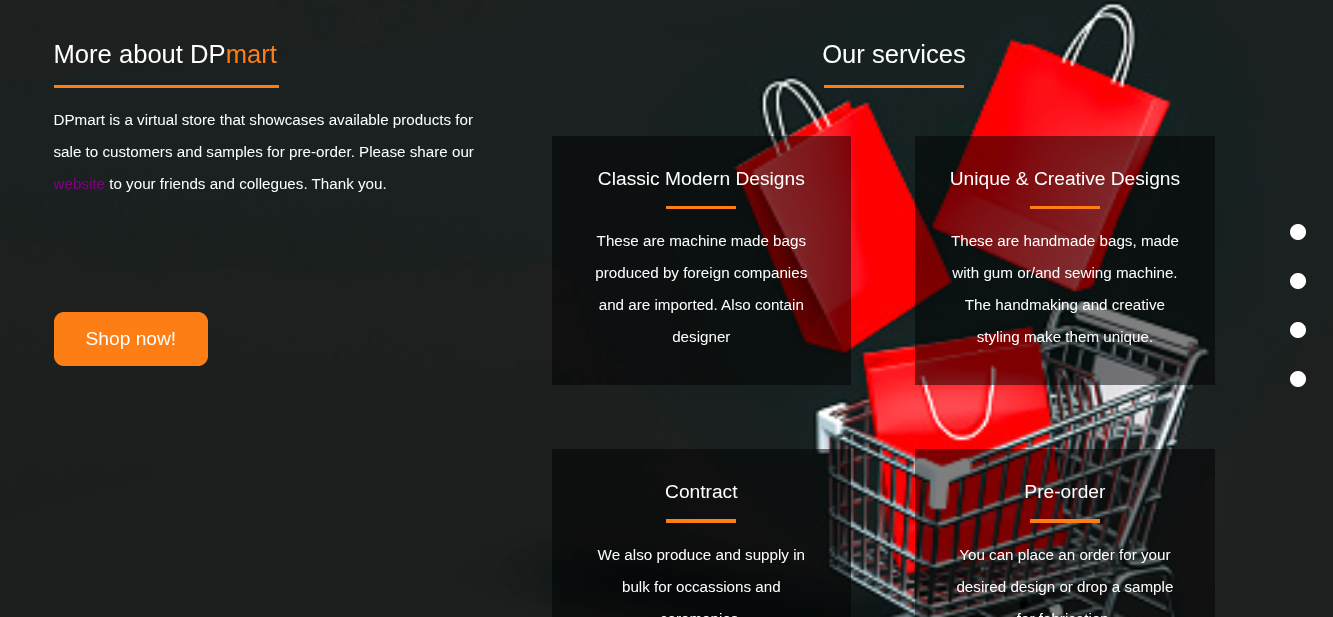 More about DPmart
DPmart is a virtual store that showcases available products for
sale to customers and samples for pre-order. Please share our
website to your friends and collegues. Thank you.
Shop now!
Our services
Classic Modern Designs
These are machine made bags
produced by foreign companies
and are imported. Also contain
designer
Unique & Creative Designs
These are handmade bags, made
with gum or/and sewing machine.
The handmaking and creative
styling make them unique.
Contract
We also produce and supply in
bulk for occassions and
ceremonies
Pre-order
You can place an order for your
desired design or drop a sample
for fabrication